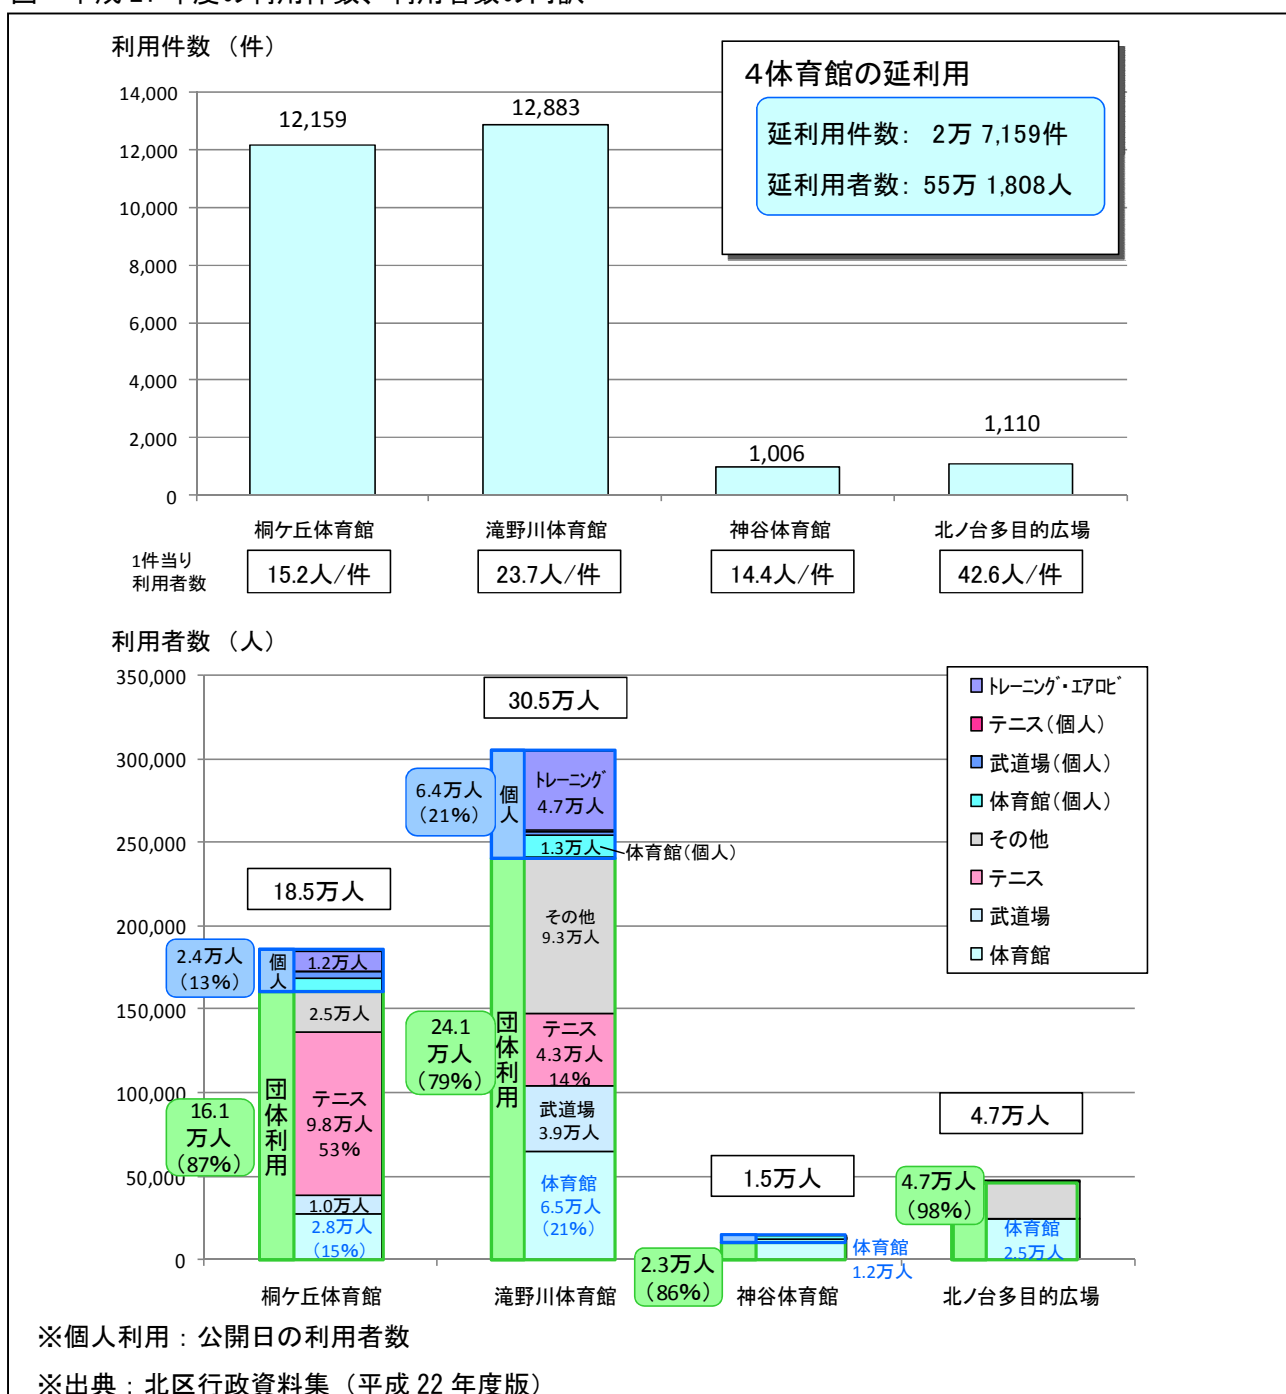 利用件数（件）
4体育館の延利用
延利用件数： 2万 7,159件
延利用者数： 55万 1,808人
14,000
12,000
10,000
8,000
6,000
4,000
2,000
0
12,159
12,883
1,006
1,110
桐ケ丘体育館
滝野川体育館
神谷体育館
北ノ台多目的広場
1件当り
利用者数
15.2人/件
23.7人/件
14.4人/件
42.6人/件
利用者数（人）
350,000
300,000
250,000
200,000
150,000
100,000
50,000
0
18.5万人
2.4万人
（13%）
個人
1.2万人
2.5万人
テニス
9.8万人
53%
1.0万人
2.8万人
（15%）
団体利用
16.1
万人
（87%）
30.5万人
6.4万人
（21%）
個人
トレーニング
4.7万人
1.3万人
体育館（個人）
その他
9.3万人
テニス
4.3万人
14%
武道場
3.9万人
体育館
6.5万人
（21%）
団体利用
24.1
万人
（79%）
1.5万人
2.3万人
（86%）
体育館
1.2万人
4.7万人
4.7万人
（98%）
体育館
2.5万人
トレーニング・エアロビ
テニス（個人）
武道場（個人）
体育館（個人）
その他
テニス
武道場
体育館
桐ケ丘体育館
滝野川体育館
神谷体育館
北ノ台多目的広場
※個人利用：公開日の利用者数
※出典：北区行政資料集（平成 22 年度版）